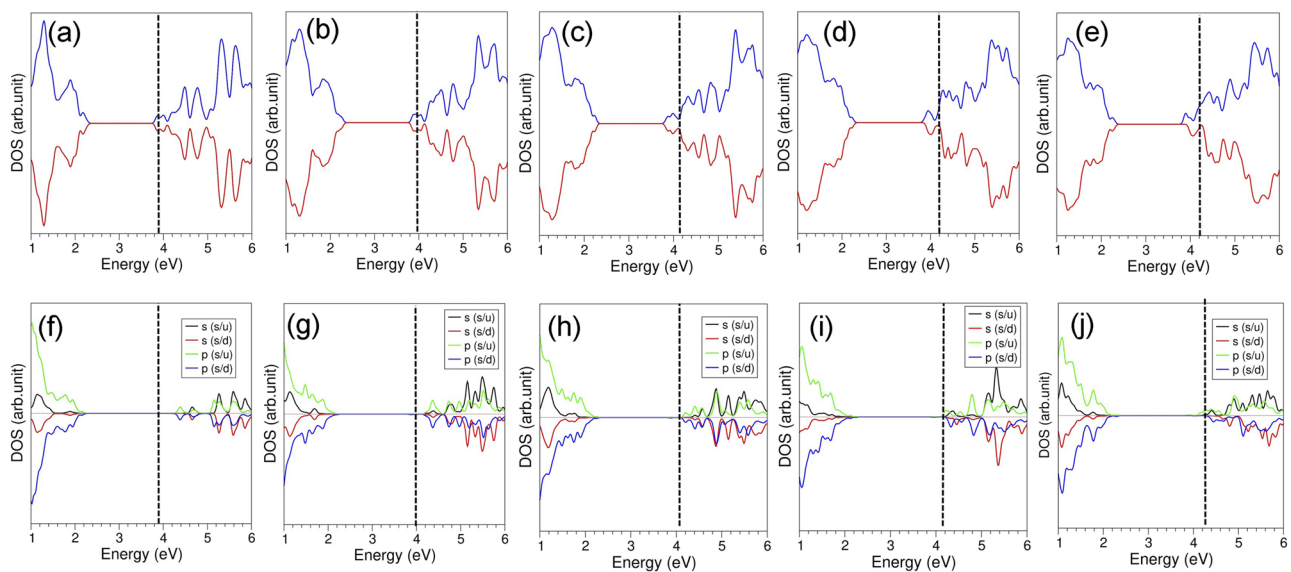 (a)
DOS (arb.unit)
1 2 3 4 5 6
Energy (eV)
(b)
DOS (arb.unit)
1 2 3 4 5 6
Energy (eV)
(c)
DOS (arb.unit)
1 2 3 4 5 6
Energy (eV)
(d)
DOS (arb.unit)
1 2 3 4 5 6
Energy (eV)
(e)
DOS (arb.unit)
1 2 3 4 5 6
Energy (eV)
(f)
s (s/u)
s (s/d)
p (s/u)
p (s/d)
DOS (arb.unit)
1 2 3 4 5 6
Energy (eV)
(g)
s (s/u)
s (s/d)
p (s/u)
p (s/d)
DOS (arb.unit)
1 2 3 4 5 6
Energy (eV)
(h)
s (s/u)
s (s/d)
p (s/u)
p (s/d)
DOS (arb.unit)
1 2 3 4 5 6
Energy (eV)
(i)
s (s/u)
s (s/d)
p (s/u)
p (s/d)
DOS (arb.unit)
1 2 3 4 5 6
Energy (eV)
(j)
s (s/u)
s (s/d)
p (s/u)
p (s/d)
DOS (arb.unit)
1 2 3 4 5 6
Energy (eV)